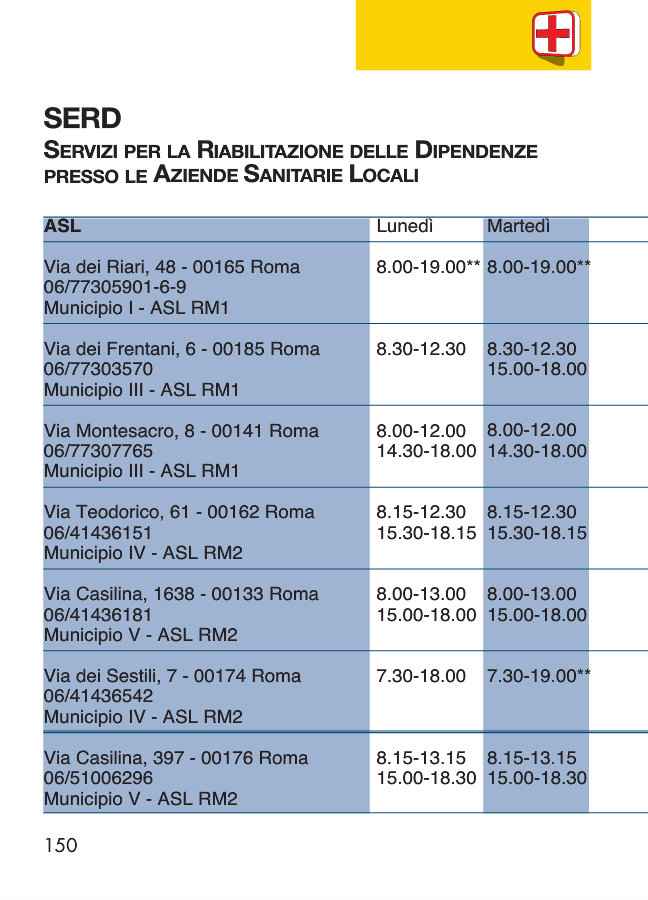 SERD
SERVIZI PER LA RIABILITAZIONE DELLE DIPENDENZE
PRESSO LE AZIENDE SANITARIE LOCALI
ASL Lunedì Martedì
Via dei Riari, 48 - 00165 Roma 8.00-19.00** 8.00-19.00**
06/77305901-6-9
Municipio I - ASL RM1
Via dei Frentani, 6 - 00185 Roma 8.30-12.30 8.30-12.30
06/77303570 15.00-18.00
Municipio III - ASL RM1
Via Montesacro, 8 - 00141 Roma 8.00-12.00 8.00-12.00
06/77307765 14.30-18.00 14.30-18.00
Municipio III - ASL RM1
Via Teodorico, 61 - 00162 Roma 8.15-12.30 8.15-12.30
06/41436151 15.30-18.15 15.30-18.15
Municipio IV - ASL RM2
Via Casilina, 1638 - 00133 Roma 8.00-13.00 8.00-13.00
06/41436181 15.00-18.00 15.00-18.00
Municipio V - ASL RM2
Via dei Sestili, 7 - 00174 Roma 7.30-18.00 7.30-19.00**
06/41436542
Municipio IV - ASL RM2
Via Casilina, 397 - 00176 Roma 8.15-13.15 8.15-13.15
06/51006296 15.00-18.30 15.00-18.30
Municipio V - ASL RM2
150